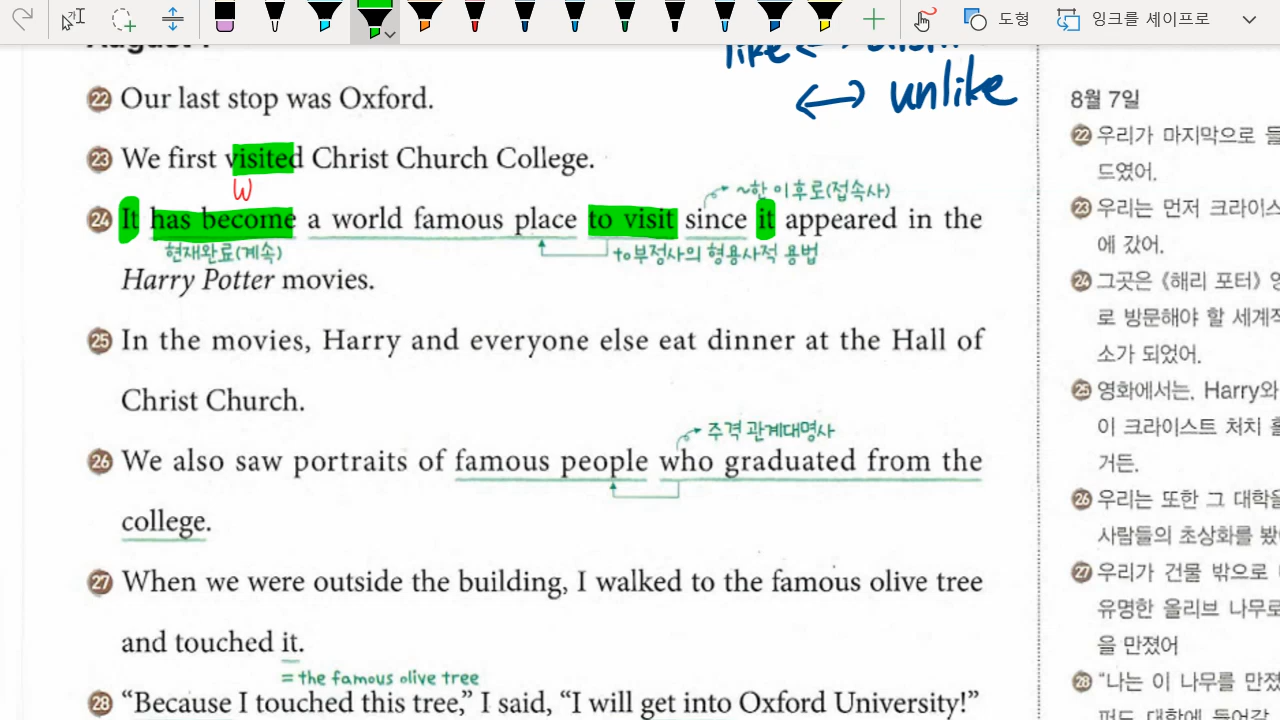 도형 잉크를 셰이프로
like
unlike
8월 7일
㉒ Our last stop was Oxford.
㉓ We first visited Christ Church College.
W
~한 이후로(접속사)
㉔ It has become a world famous place to visit since it appeared in the
현재완료(계속) to부정사의 형용사적 용법
Harry Potter movies.
㉕ In the movies, Harry and everyone else eat dinner at the Hall of
Christ Church.
주격 관계대명사
㉖ We also saw portraits of famous people who graduated from the
college.
㉗ When we were outside the building, I walked to the famous olive tree
and touched it.
= the famous olive tree
㉘ “Because I touched this tree,” I said, “I will get into Oxford University!”
㉒ 우리가 마지막으로
드였어.
㉓ 우리는 먼저 크라이스
에 갔어.
㉔ 그곳은 《해리 포터》
로 방문해야 할 세계적
소가 되었어.
㉕ 영화에서는, Harry와
이 크라이스트 처치
거든.
㉖ 우리는 또한 그 대학을
사람들의 초상화를
㉗ 우리가 건물 밖으로
유명한 올리브 나무로
을 만졌어
㉘ “나는 이 나무를